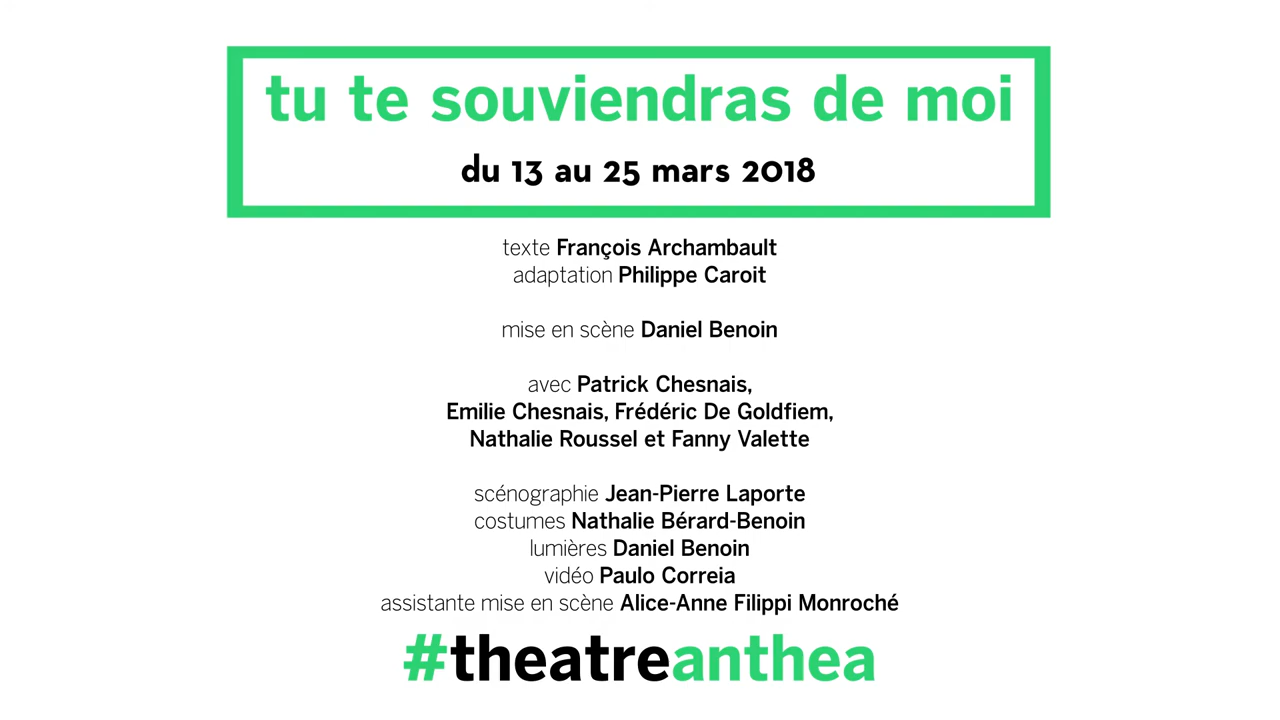 tu te souviendras de moi
du 13 au 25 mars 2018
texte François Archambault
adaptation Philippe Caroit
mise en scène Daniel Benoin
avec Patrick Chesnais,
Emilie Chesnais, Frédéric De Goldfiem,
Nathalie Roussel et Fanny Valette
scénographie Jean-Pierre Laporte
costumes Nathalie Bérard-Benoin
lumières Daniel Benoin
vidéo Paulo Correia
assistante mise en scène Alice-Anne Filippi Monroché
#theatreanthea